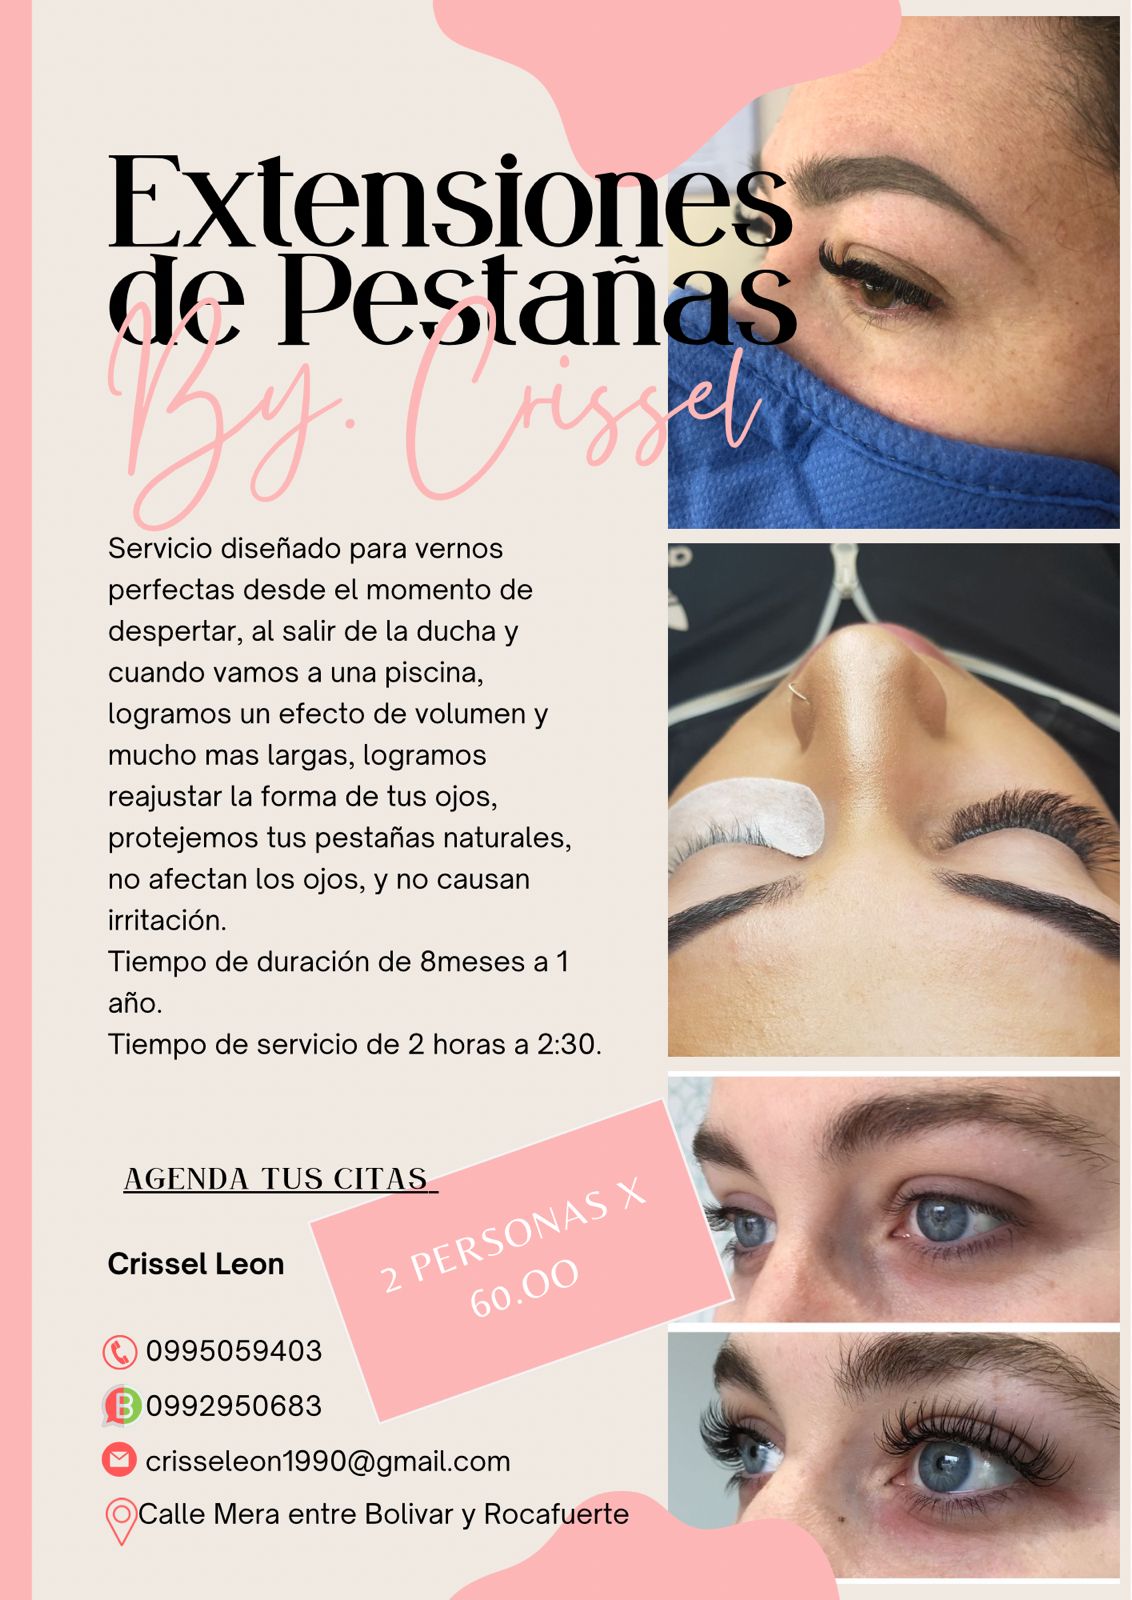 Extensiones
de Pestañas
By. Crissel
Servicio diseñado para vernos
perfectas desde el momento de
despertar, al salir de la ducha y
cuando vamos a una piscina,
logramos un efecto de volumen y
mucho mas largas, logramos
reajustar la forma de tus ojos,
protejemos tus pestañas naturales,
no afectan los ojos, y no causan
irritación.
Tiempo de duración de 8meses a 1
año.
Tiempo de servicio de 2 horas a 2:30.
AGENDA TUS CITAS
2 PERSONAS X
60.OO
Crissel Leon
0995059403
B 0992950683
crisseleon1990@gmail.com
Calle Mera entre Bolivar y Rocafuerte